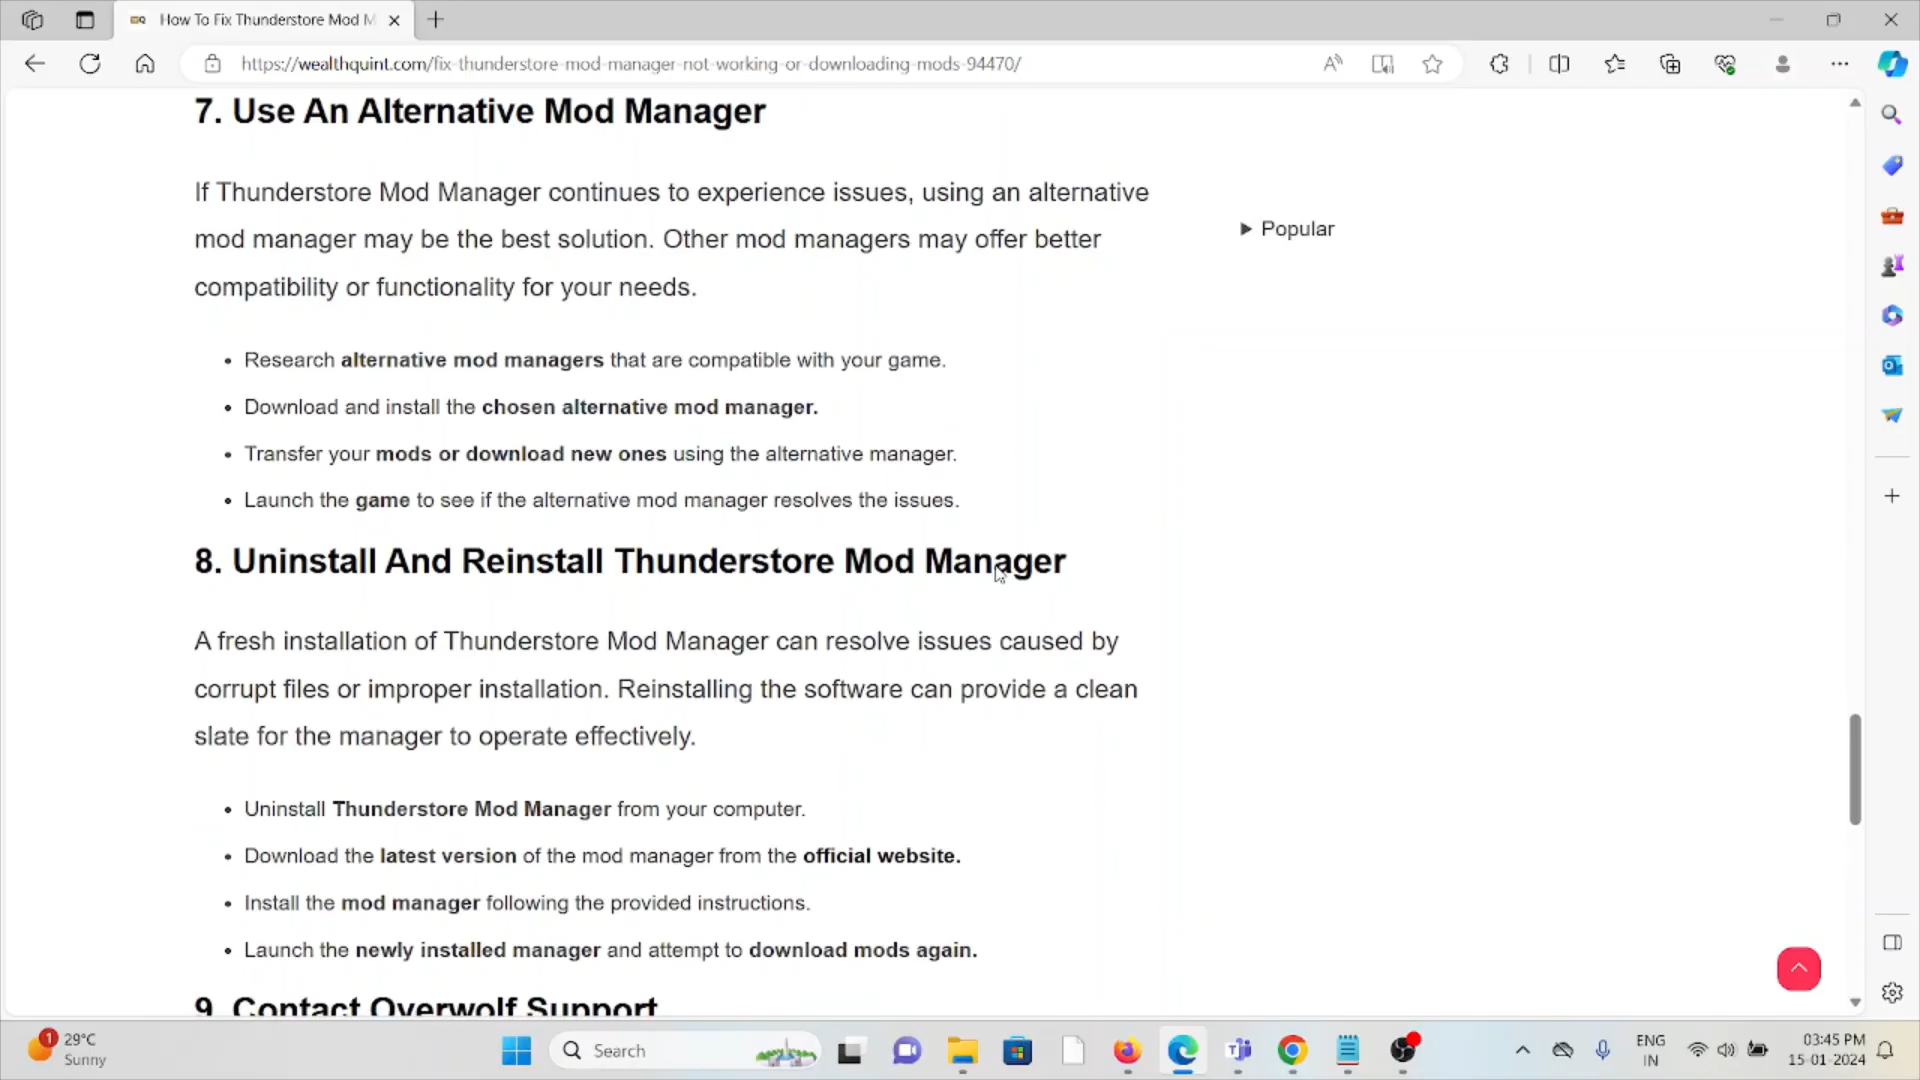 How To Fix Thunderstore Mod M
https://wealthquint.com/fix-thunderstore-mod-manager-not-working-or-downloading-mods-94470/
7. Use An Alternative Mod Manager
If Thunderstore Mod Manager continues to experience issues, using an alternative
mod manager may be the best solution. Other mod managers may offer better
compatibility or functionality for your needs.
Popular
• Research alternative mod managers that are compatible with your game.
• Download and install the chosen alternative mod manager.
• Transfer your mods or download new ones using the alternative manager.
• Launch the game to see if the alternative mod manager resolves the issues.
8. Uninstall And Reinstall Thunderstore Mod Manager
A fresh installation of Thunderstore Mod Manager can resolve issues caused by
corrupt files or improper installation. Reinstalling the software can provide a clean
slate for the manager to operate effectively.
• Uninstall Thunderstore Mod Manager from your computer.
• Download the latest version of the mod manager from the official website.
• Install the mod manager following the provided instructions.
• Launch the newly installed manager and attempt to download mods again.
9. Contact Overwolf Support
1
29°C
Sunny
Search
ENG
IN
03:45 PM
15-01-2024